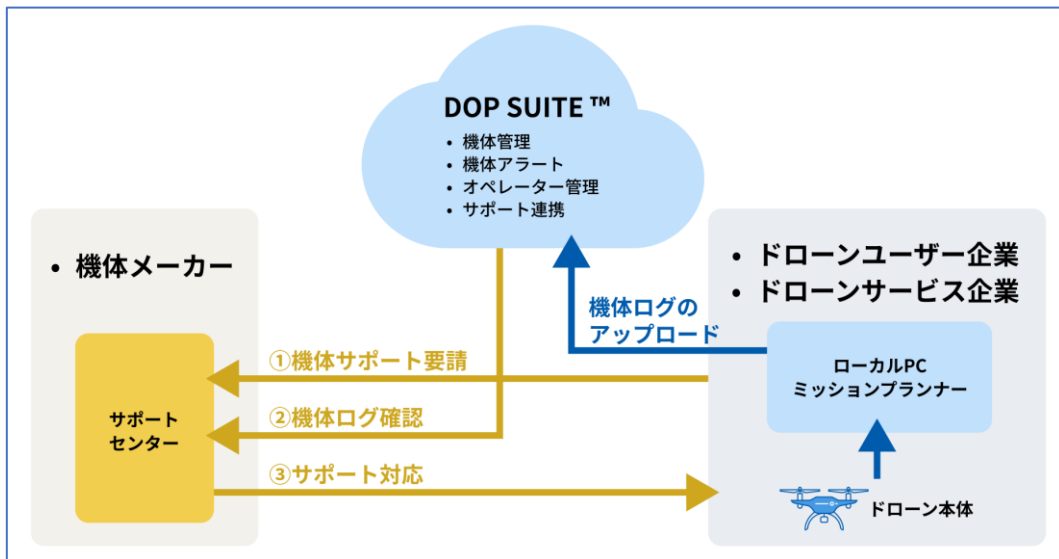 DOP SUITE ™
• 機体管理
• 機体アラート
• オペレーター管理
• サポート連携
• 機体メーカー
サポート
センター
• ドローンユーザー企業
• ドローンサービス企業
機体ログの
アップロード
ローカルPC
ミッションプランナー
ドローン本体
①機体サポート要請
②機体ログ確認
③サポート対応